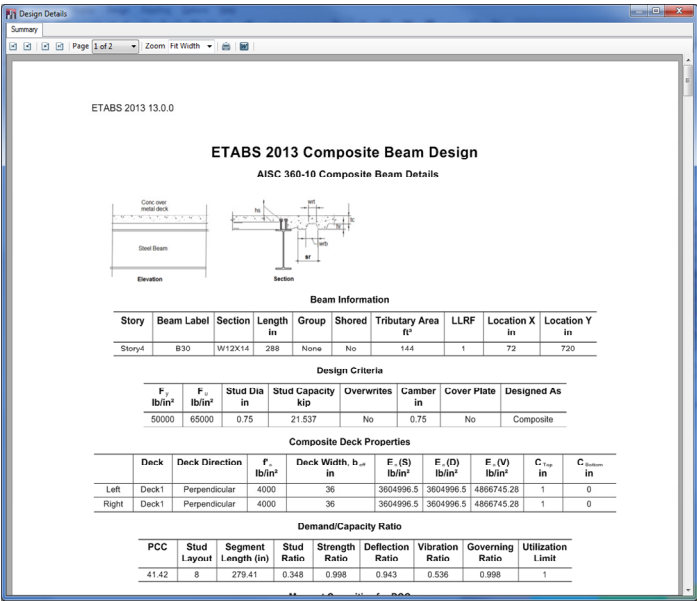 Design Details
Summary
Page 1 of 2 Zoom Fit Width
ETABS 2013 13.0.0
ETABS 2013 Composite Beam Design
AISC 360-10 Composite Beam Details
Conc over
metal deck
Steel Beam
Elevation
hs
wrt
tc
hr
wrb
sr
Section
Beam Information
Story Beam Label Section Length in Group Shored Tributary Area ft² LLRF Location X in Location Y in
Story4 B30 W12X14 288 None No 144 1 72 720
Design Criteria
F y lb/in² F u lb/in² Stud Dia in Stud Capacity kip Overwrites Camber in Cover Plate Designed As
50000 65000 0.75 21.537 No 0.75 No Composite
Composite Deck Properties
Deck Deck Direction f'c lb/in² Deck Width, b eff in E c (S) lb/in² E c (D) lb/in² E c (V) lb/in² C Top in C Bottom in
Left Deck1 Perpendicular 4000 36 3604996.5 3604996.5 4866745.28 1 0
Right Deck1 Perpendicular 4000 36 3604996.5 3604996.5 4866745.28 1 0
Demand/Capacity Ratio
PCC Stud Layout Segment Length (in) Stud Ratio Strength Ratio Deflection Ratio Vibration Ratio Governing Ratio Utilization Limit
41.42 8 279.41 0.348 0.998 0.943 0.536 0.998 1